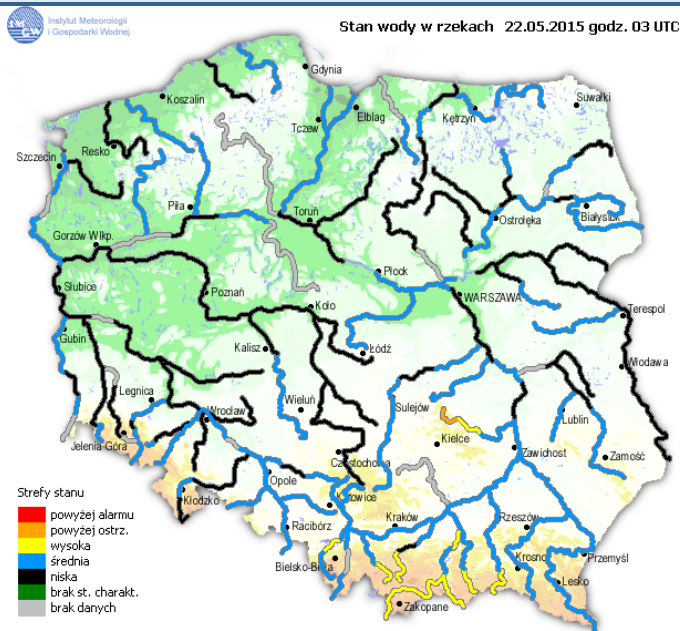 IMGW
Instytut Meteorologii
i Gospodarki Wodnej
Stan wody w rzekach 22.05.2015 godz. 03 UTC
Gdynia
Koszalin
Suwałki
Elbląg
Kętrzyn
Tczew
Resko
Szczecin
Piła
Toruń
Ostrolęka
Białystok
Gorzów Wlkp.
Płock
Słubice
Poznań
Koło
WARSZAWA
Terespol
Gubin
Kalisz
Łódź
Włodawa
Legnica
Wieluń
Sulejów
Wrocław
Lublin
Jelenia Góra
Kielce
Zawichost
Zamość
Częstochowa
Opole
Kłodzko
Katowice
Racibórz
Kraków
Rzeszów
Bielsko-Biała
Krosno
Przemyśl
Lesko
Zakopane
Strefy stanu
powyżej alarmu
powyżej ostrz.
wysoka
średnia
niska
brak st. charakt.
brak danych